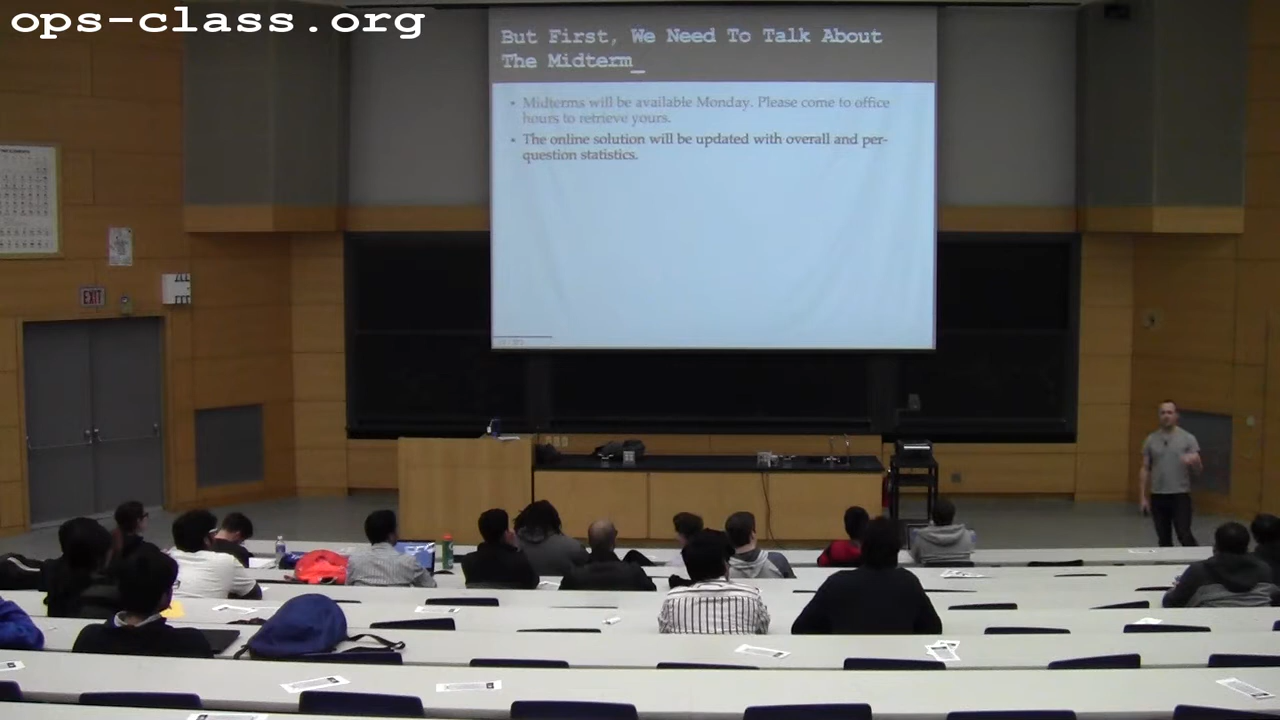 ops-class.org
But First, We Need To Talk About
The Midterm_
• Midterms will be available Monday. Please come to office
hours to retrieve yours.
• The online solution will be updated with overall and per-
question statistics.
EXIT